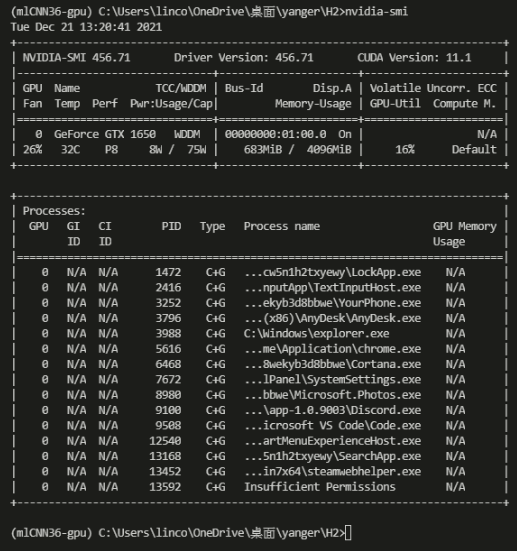 (mlCNN36-gpu) C:\Users\linco\OneDrive\桌面\yanger\H2>nvidia-smi
Tue Dec 21 13:20:41 2021
+-----------------------------------------------------------------------------+
| NVIDIA-SMI 456.71       Driver Version: 456.71       CUDA Version: 11.1     |
|-------------------------------+----------------------+----------------------+
| GPU  Name            TCC/WDDM | Bus-Id        Disp.A | Volatile Uncorr. ECC |
| Fan  Temp  Perf  Pwr:Usage/Cap|         Memory-Usage | GPU-Util  Compute M. |
|===============================+======================+======================|
|   0  GeForce GTX 1650   WDDM  | 00000000:01:00.0  On |                  N/A |
| 26%   32C    P8     8W /  75W |    683MiB /  4096MiB |     16%      Default |
+-------------------------------+----------------------+----------------------+
+-----------------------------------------------------------------------------+
| Processes:                                                                  |
|  GPU   GI   CI        PID   Type   Process name                  GPU Memory |
|        ID   ID                                                   Usage      |
|=============================================================================|
|    0   N/A  N/A      1472    C+G   ...cw5n1h2txyewy\LockApp.exe    N/A      |
|    0   N/A  N/A      2416    C+G   ...nputApp\TextInputHost.exe    N/A      |
|    0   N/A  N/A      3252    C+G   ...ekyb3d8bbwe\YourPhone.exe    N/A      |
|    0   N/A  N/A      3796    C+G   ...(x86)\AnyDesk\AnyDesk.exe    N/A      |
|    0   N/A  N/A      3988    C+G   C:\Windows\explorer.exe         N/A      |
|    0   N/A  N/A      5616    C+G   ...me\Application\chrome.exe    N/A      |
|    0   N/A  N/A      6468    C+G   ...8wekyb3d8bbwe\Cortana.exe    N/A      |
|    0   N/A  N/A      7672    C+G   ...lPanel\SystemSettings.exe    N/A      |
|    0   N/A  N/A      8980    C+G   ...bbwe\Microsoft.Photos.exe    N/A      |
|    0   N/A  N/A      9100    C+G   ...\app-1.0.9003\Discord.exe    N/A      |
|    0   N/A  N/A      9508    C+G   ...icrosoft VS Code\Code.exe    N/A      |
|    0   N/A  N/A     12540    C+G   ...artMenuExperienceHost.exe    N/A      |
|    0   N/A  N/A     13168    C+G   ...5n1h2txyewy\SearchApp.exe    N/A      |
|    0   N/A  N/A     13452    C+G   ...in7x64\steamwebhelper.exe    N/A      |
|    0   N/A  N/A     13592    C+G   Insufficient Permissions        N/A      |
+-----------------------------------------------------------------------------+
(mlCNN36-gpu) C:\Users\linco\OneDrive\桌面\yanger\H2>